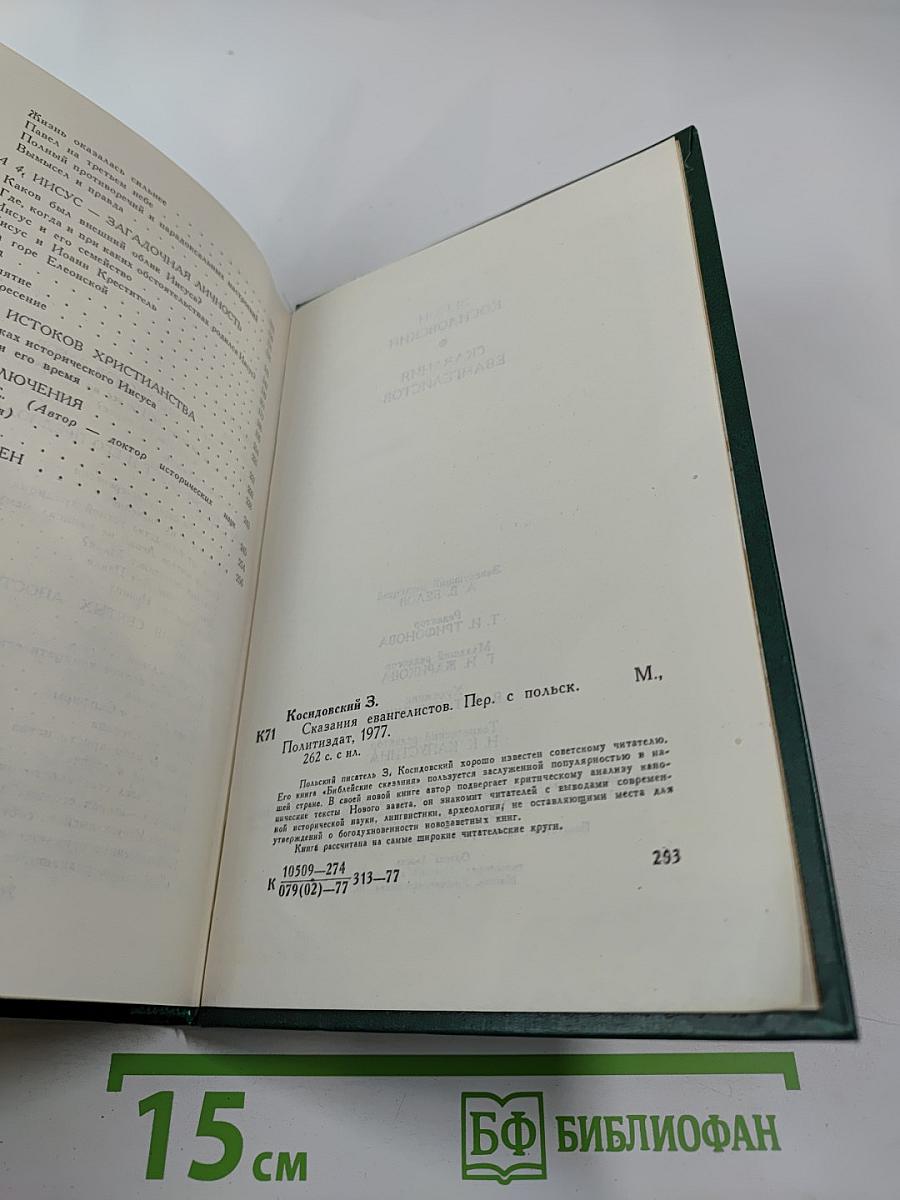 Жизнь оказалась сильнее
Павел на третьем небе
Полный противоречий и парадоксальных настроений
Вымысел и правда
4. ИИСУС — ЗАГАДОЧНАЯ ЛИЧНОСТЬ
Каков был внешний облик Иисуса?
Где, когда и при каких обстоятельствах родился Иисус?
Иисус и его семейство
Иисус и Иоанн Креститель
горе Елеонской
ИСТОКОВ ХРИСТИАНСТВА
исторического Иисуса
и его время
(Автор — доктор исторических наук
Косидовский З.
К71 Сказания евангелистов. Пер. с польск. М.,
Политиздат, 1977.
262 с. с ил.
Польский писатель З. Косидовский хорошо известен советскому читателю.
Его книга «Библейские сказания» пользуется заслуженной популярностью в на-
шей стране. В своей новой книге автор подвергает критическому анализу кано-
нические тексты Нового завета, он знакомит читателей с выводами современ-
ной исторической науки, лингвистики, археологии, не оставляющими места для
утверждений о богодухновенности новозаветных книг.
Книга рассчитана на самые широкие читательские круги.
К 10509—274
079(02)—77 313—77 293
15 см
БФ БИБЛИОФАН